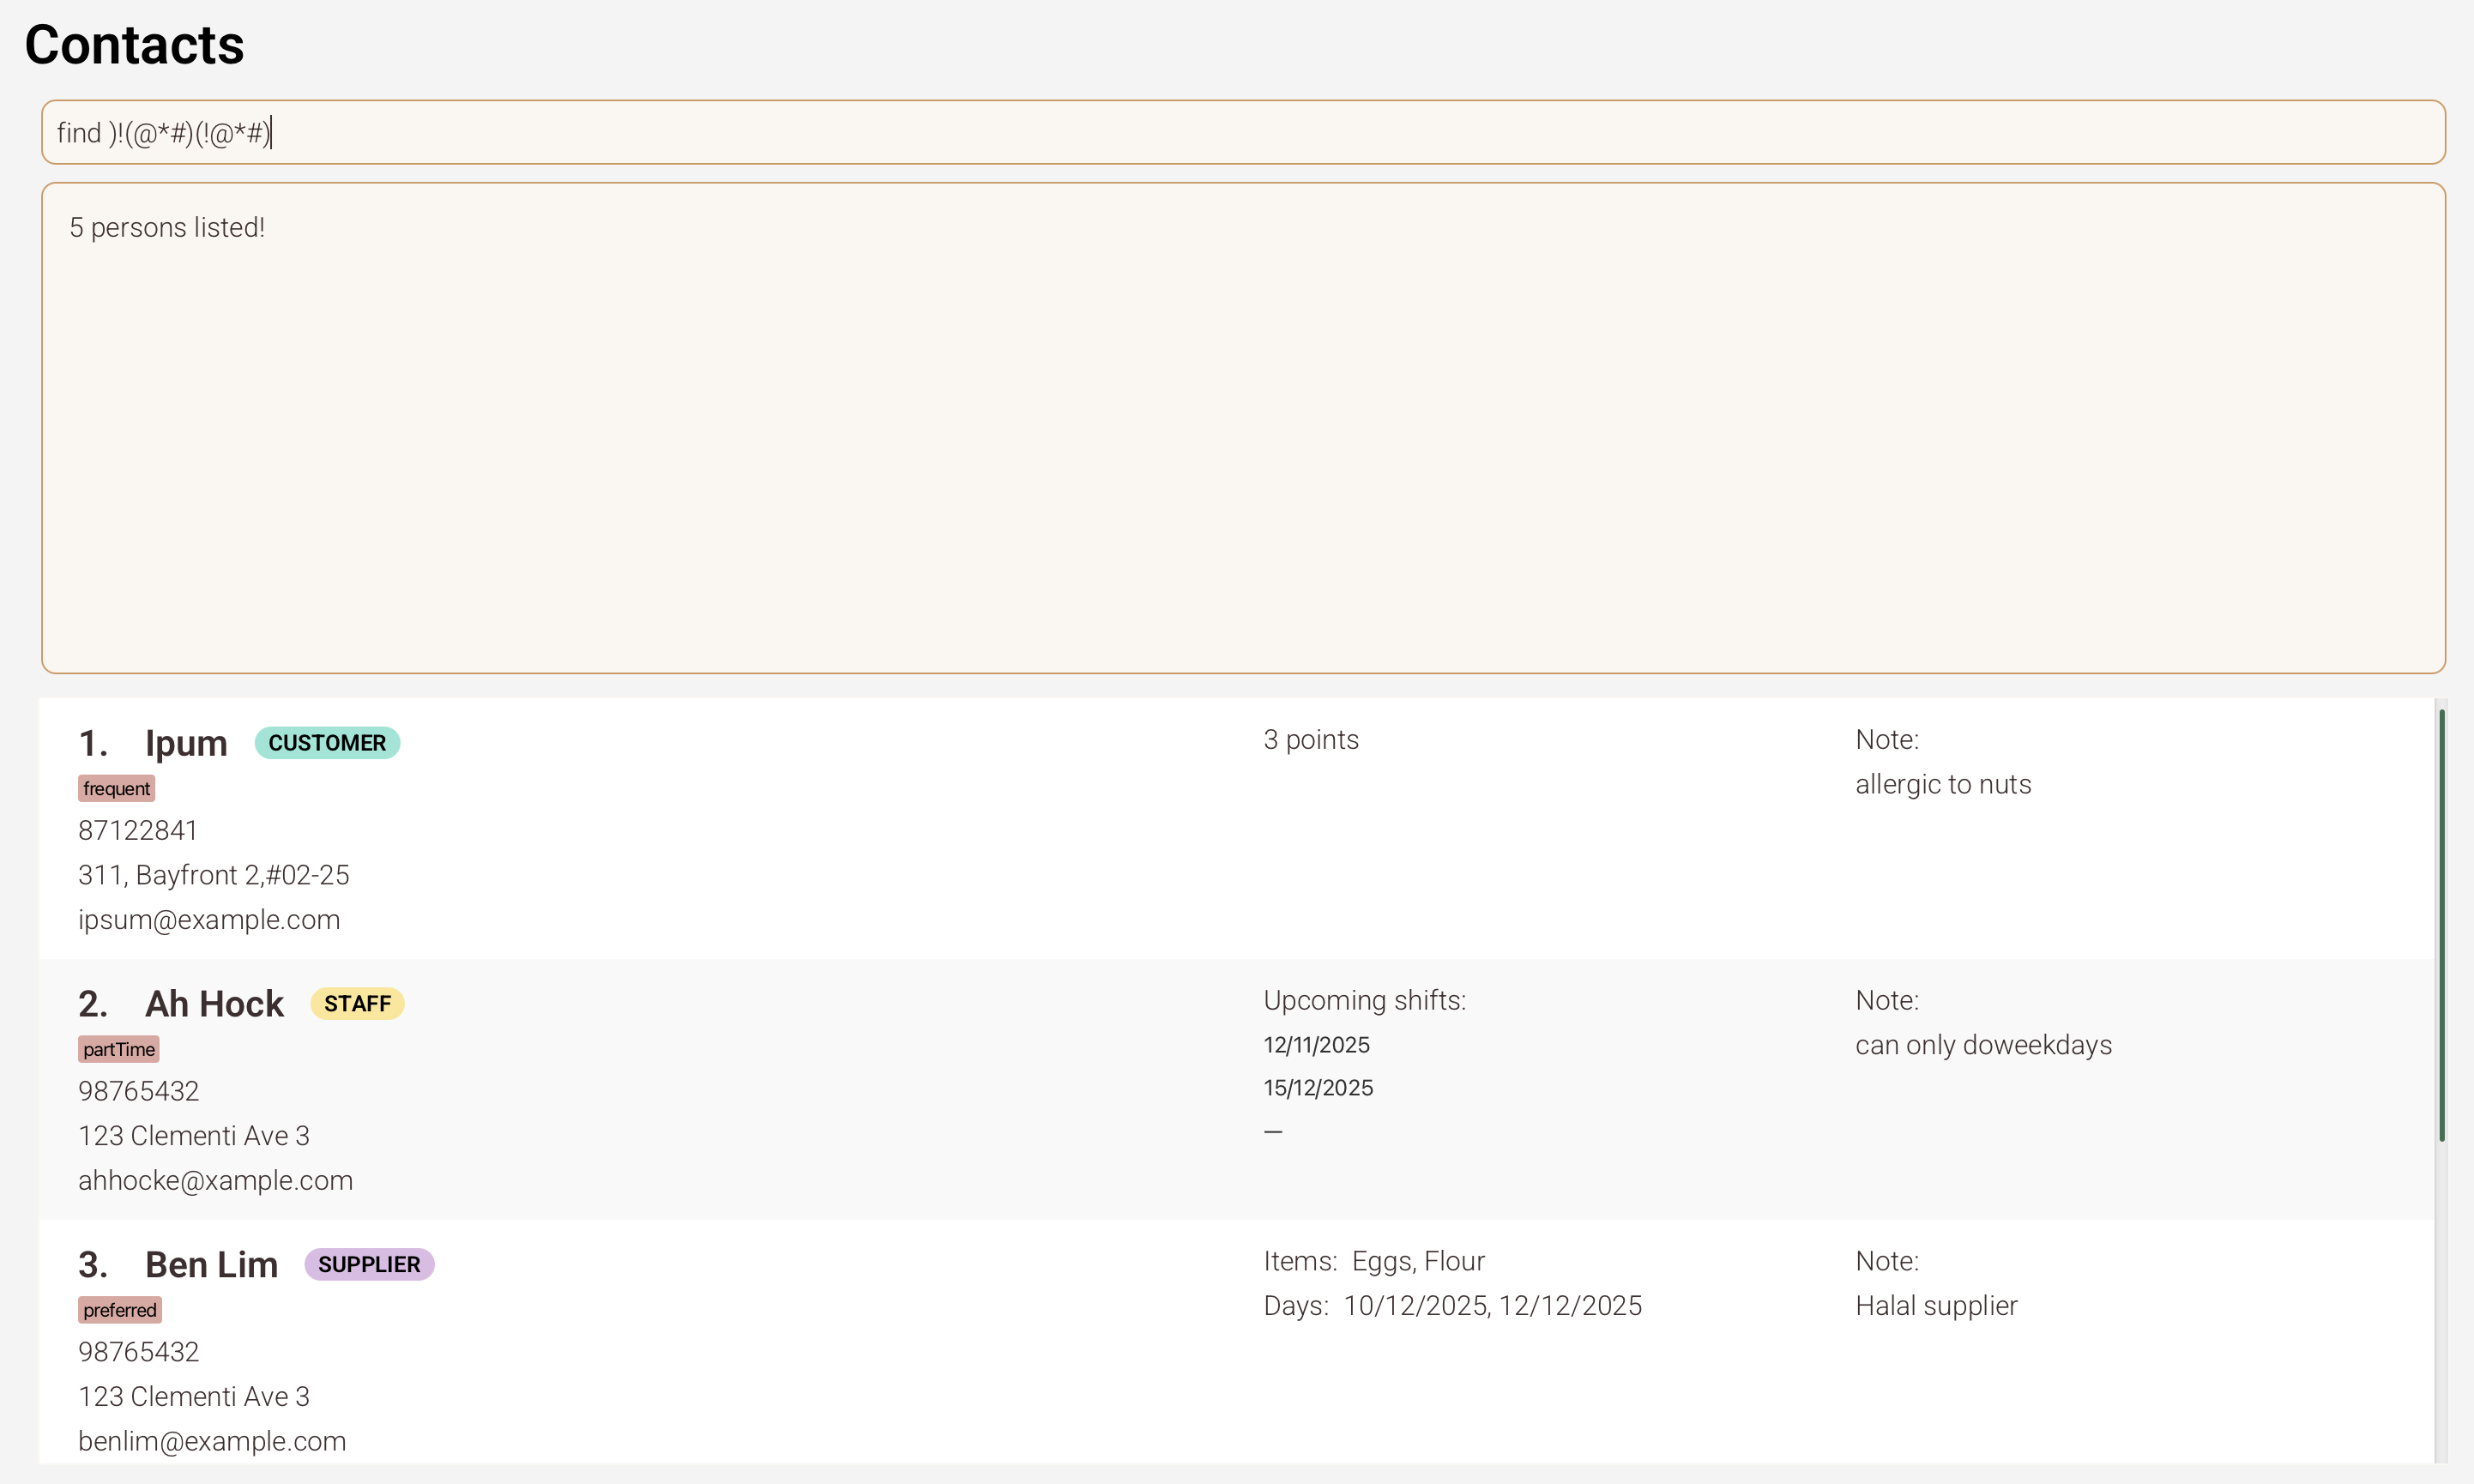 Contacts
find )!(@*#)(!@*#)
5 persons listed!
1. Ipum CUSTOMER
frequent
87122841
311, Bayfront 2,#02-25
ipsum@example.com
3 points
Note:
allergic to nuts
2. Ah Hock STAFF
partTime
98765432
123 Clementi Ave 3
ahhocke@xample.com
Upcoming shifts:
12/11/2025
15/12/2025
—
Note:
can only doweekdays
3. Ben Lim SUPPLIER
preferred
98765432
123 Clementi Ave 3
benlim@example.com
Items: Eggs, Flour
Days: 10/12/2025, 12/12/2025
Note:
Halal supplier